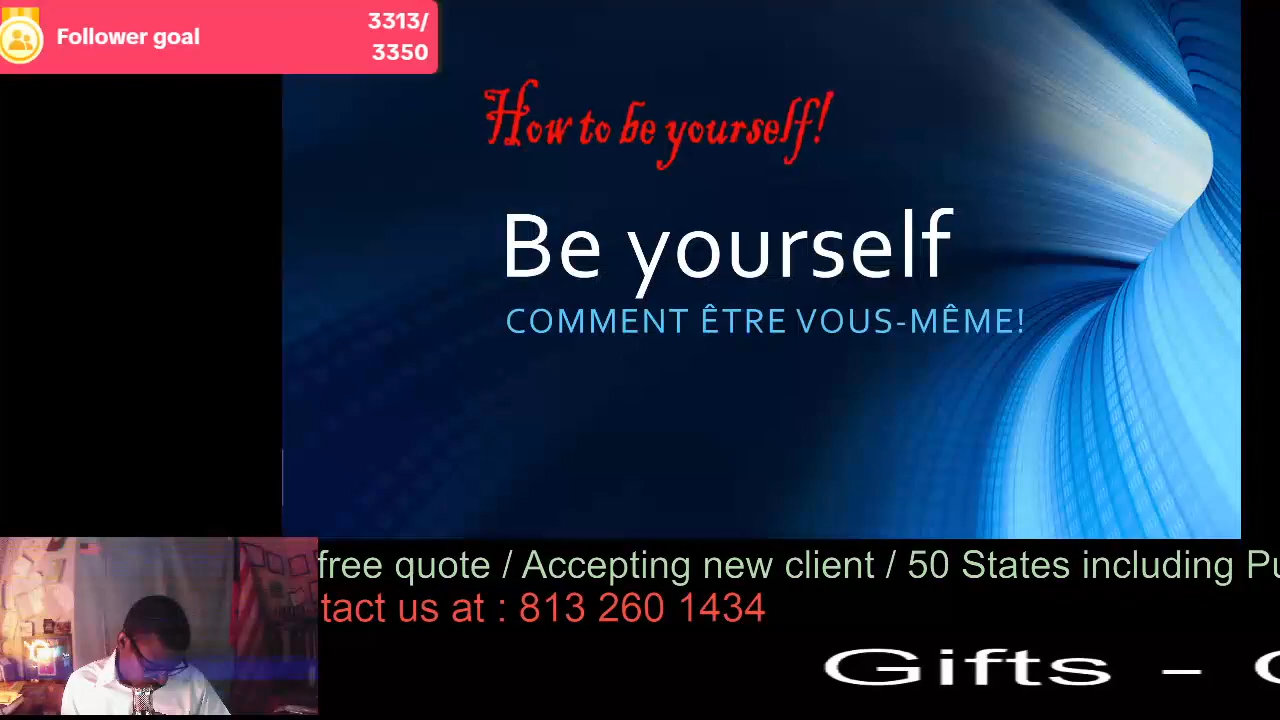 Follower goal
3313/
3350
How to be yourself!
Be yourself
COMMENT ÊTRE VOUS-MÊME!
free quote / Accepting new client / 50 States including Pu
tact us at : 813 260 1434
Gifts -